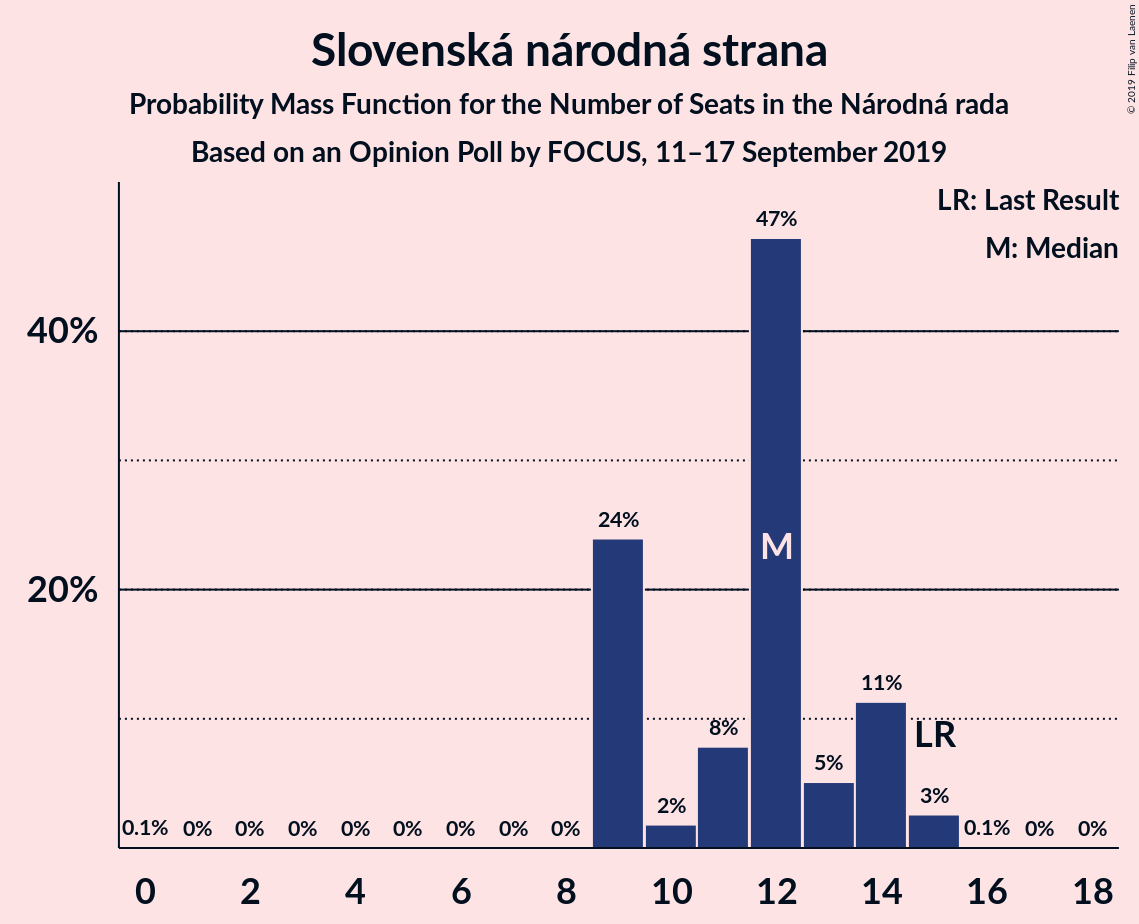 Slovenská národná strana
Probability Mass Function for the Number of Seats in the Národná rada
Based on an Opinion Poll by FOCUS, 11–17 September 2019
© 2019 Filip van Laenen
LR: Last Result
M: Median
40%
20%
0.1% 0% 0% 0% 0% 0% 0% 0% 0% 24% 2% 8% 47% 5% 11% 3% 0.1% 0% 0%
M
LR
0 2 4 6 8 10 12 14 16 18